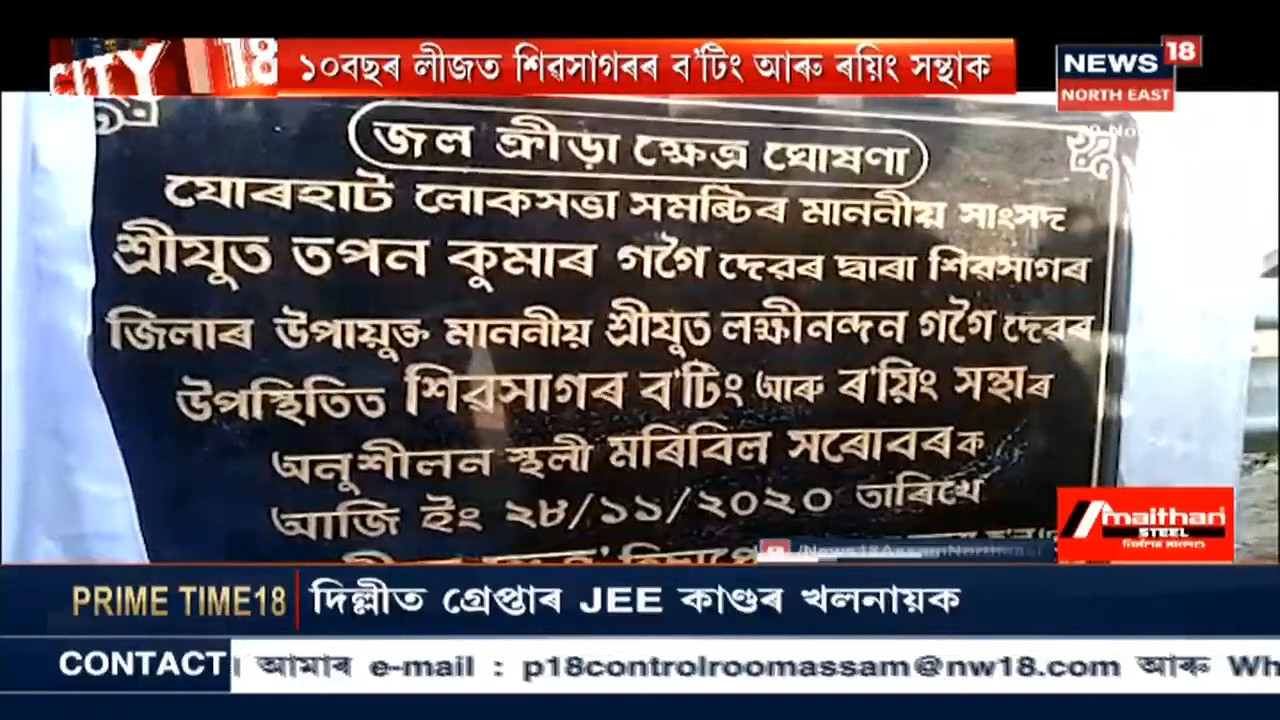 CITY 18
১০বছৰ লীজত শিৱসাগৰৰ ব'টিং আৰু ৰয়িং সন্থাক
NEWS 18
NORTH EAST
জল ক্ৰীড়া ক্ষেত্ৰ ঘোষণা
যোৰহাট লোকসভা সমষ্টিৰ মাননীয় সাংসদ
শ্ৰীযুত তপন কুমাৰ গগৈ দেৱৰ দ্বাৰা শিৱসাগৰ
জিলাৰ উপায়ুক্ত মাননীয় শ্ৰীযুত লক্ষীনন্দন গগৈ দেৱৰ
উপস্থিতিত শিৱসাগৰ ব'টিং আৰু ৰ'য়িং সন্থাৰ
অনুশীলন স্থলী মৰিবিল সৰোবৰক
আজি ইং ২৮/১১/২০২০ তাৰিখে
/News18AssamNortheast
maithan
STEEL
PRIME TIME18
দিল্লীত গ্ৰেপ্তাৰ JEE কাণ্ডৰ খলনায়ক
CONTACT
। আমাৰ e-mail : p18controlroomassam@nw18.com আৰু Wh